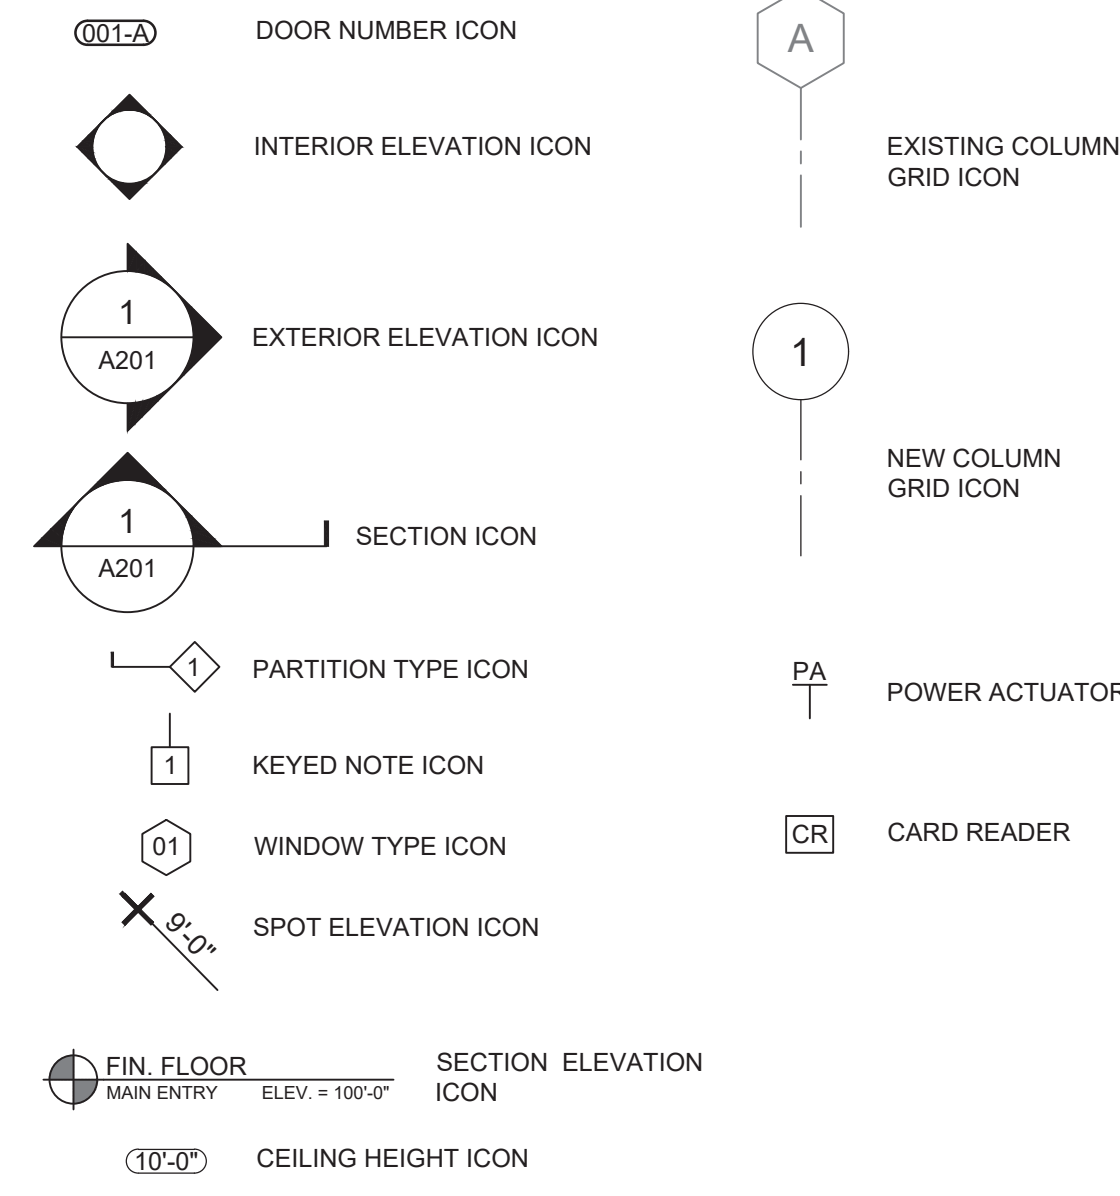 001-A
DOOR NUMBER ICON
INTERIOR ELEVATION ICON
1
A201
EXTERIOR ELEVATION ICON
1
A201
SECTION ICON
1
PARTITION TYPE ICON
1
KEYED NOTE ICON
01
WINDOW TYPE ICON
9'-0"
SPOT ELEVATION ICON
FIN. FLOOR
MAIN ENTRY ELEV. = 100'-0"
SECTION ELEVATION
ICON
10'-0"
CEILING HEIGHT ICON
A
EXISTING COLUMN
GRID ICON
1
NEW COLUMN
GRID ICON
PA
POWER ACTUATOR
CR
CARD READER